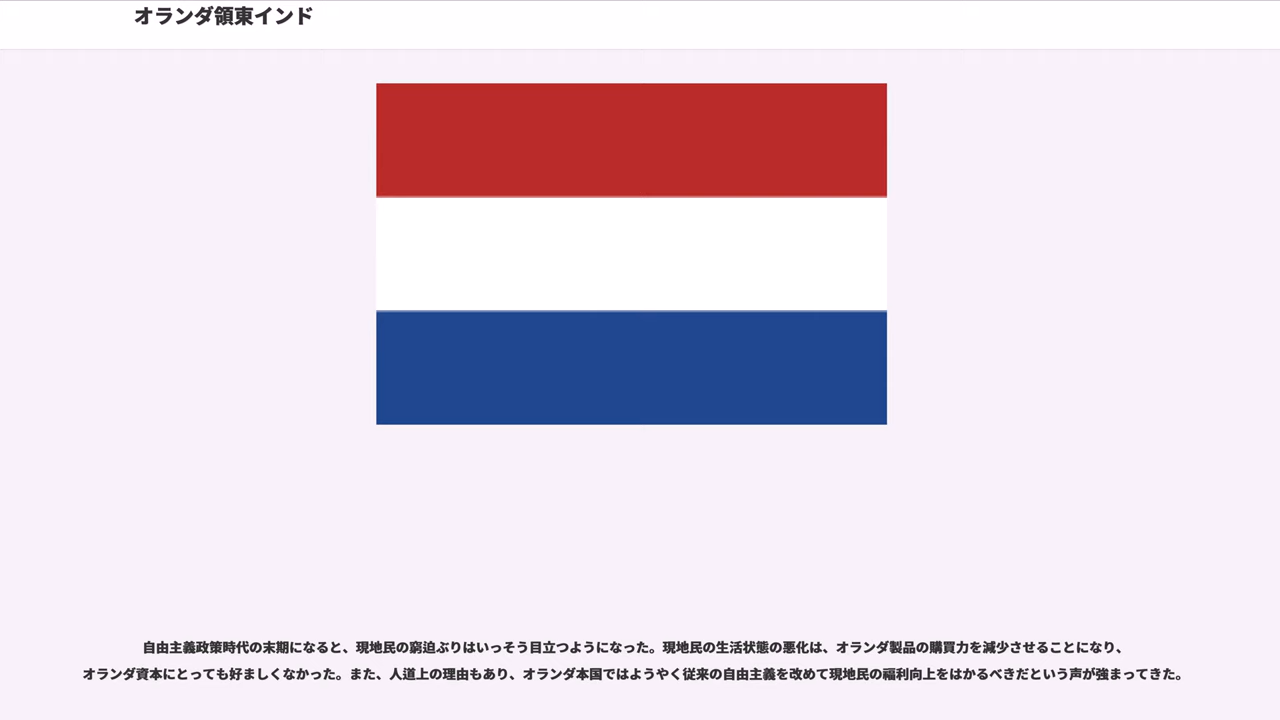 オランダ領東インド
自由主義政策時代の末期になると、現地民の窮迫ぶりはいっそう目立つようになった。現地民の生活状態の悪化は、オランダ製品の購買力を減少させることになり、
オランダ資本にとっても好ましくなかった。また、人道上の理由もあり、オランダ本国ではようやく従来の自由主義を改めて現地民の福利向上をはかるべきだという声が強まってきた。